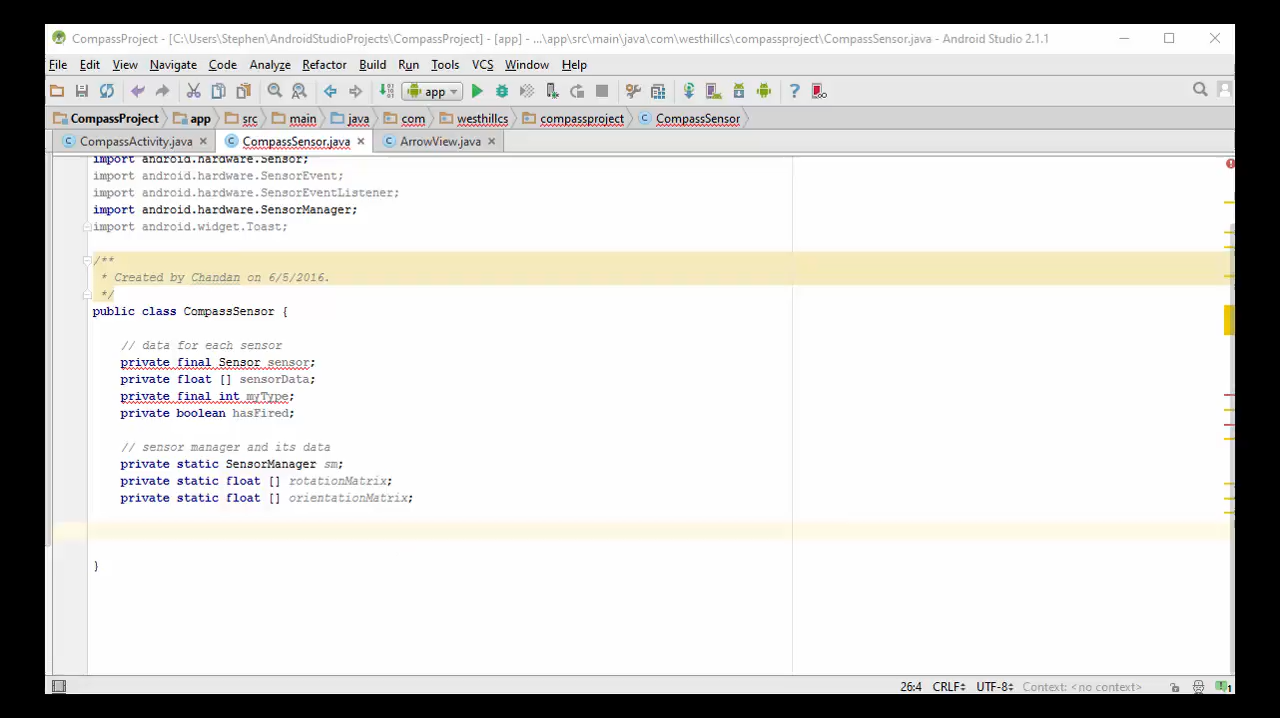 CompassProject - [C:\Users\Stephen\AndroidStudioProjects\CompassProject] - [app] - ...\app\src\main\java\com\westhillcs\compassproject\CompassSensor.java - Android Studio 2.1.1
File Edit View Navigate Code Analyze Refactor Build Run Tools VCS Window Help
app
CompassProject app src main java com westhillcs compassproject CompassSensor
CompassActivity.java CompassSensor.java ArrowView.java
import android.hardware.Sensor;
import android.hardware.SensorEvent;
import android.hardware.SensorEventListener;
import android.hardware.SensorManager;
import android.widget.Toast;
/**
* Created by Chandan on 6/5/2016.
*/
public class CompassSensor {
// data for each sensor
private final Sensor sensor;
private float [] sensorData;
private final int myType;
private boolean hasFired;
// sensor manager and its data
private static SensorManager sm;
private static float [] rotationMatrix;
private static float [] orientationMatrix;
}
26:4 CRLF UTF-8 Context: <no context> 1